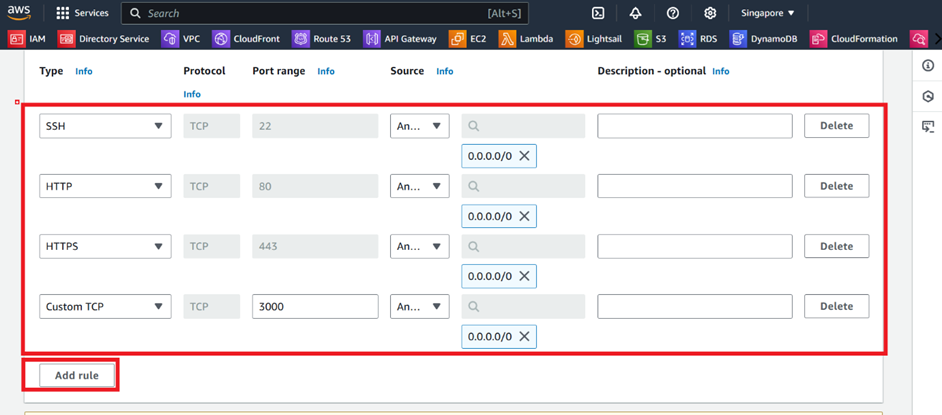 aws Services Search [Alt+S] Singapore
IAM Directory Service VPC CloudFront Route 53 API Gateway EC2 Lambda Lightsail S3 RDS DynamoDB CloudFormation
Type Info Protocol Port range Info Source Info Description - optional Info
Info
SSH TCP 22 An... Delete
0.0.0.0/0
HTTP TCP 80 An... Delete
0.0.0.0/0
HTTPS TCP 443 An... Delete
0.0.0.0/0
Custom TCP TCP 3000 An... Delete
0.0.0.0/0
Add rule